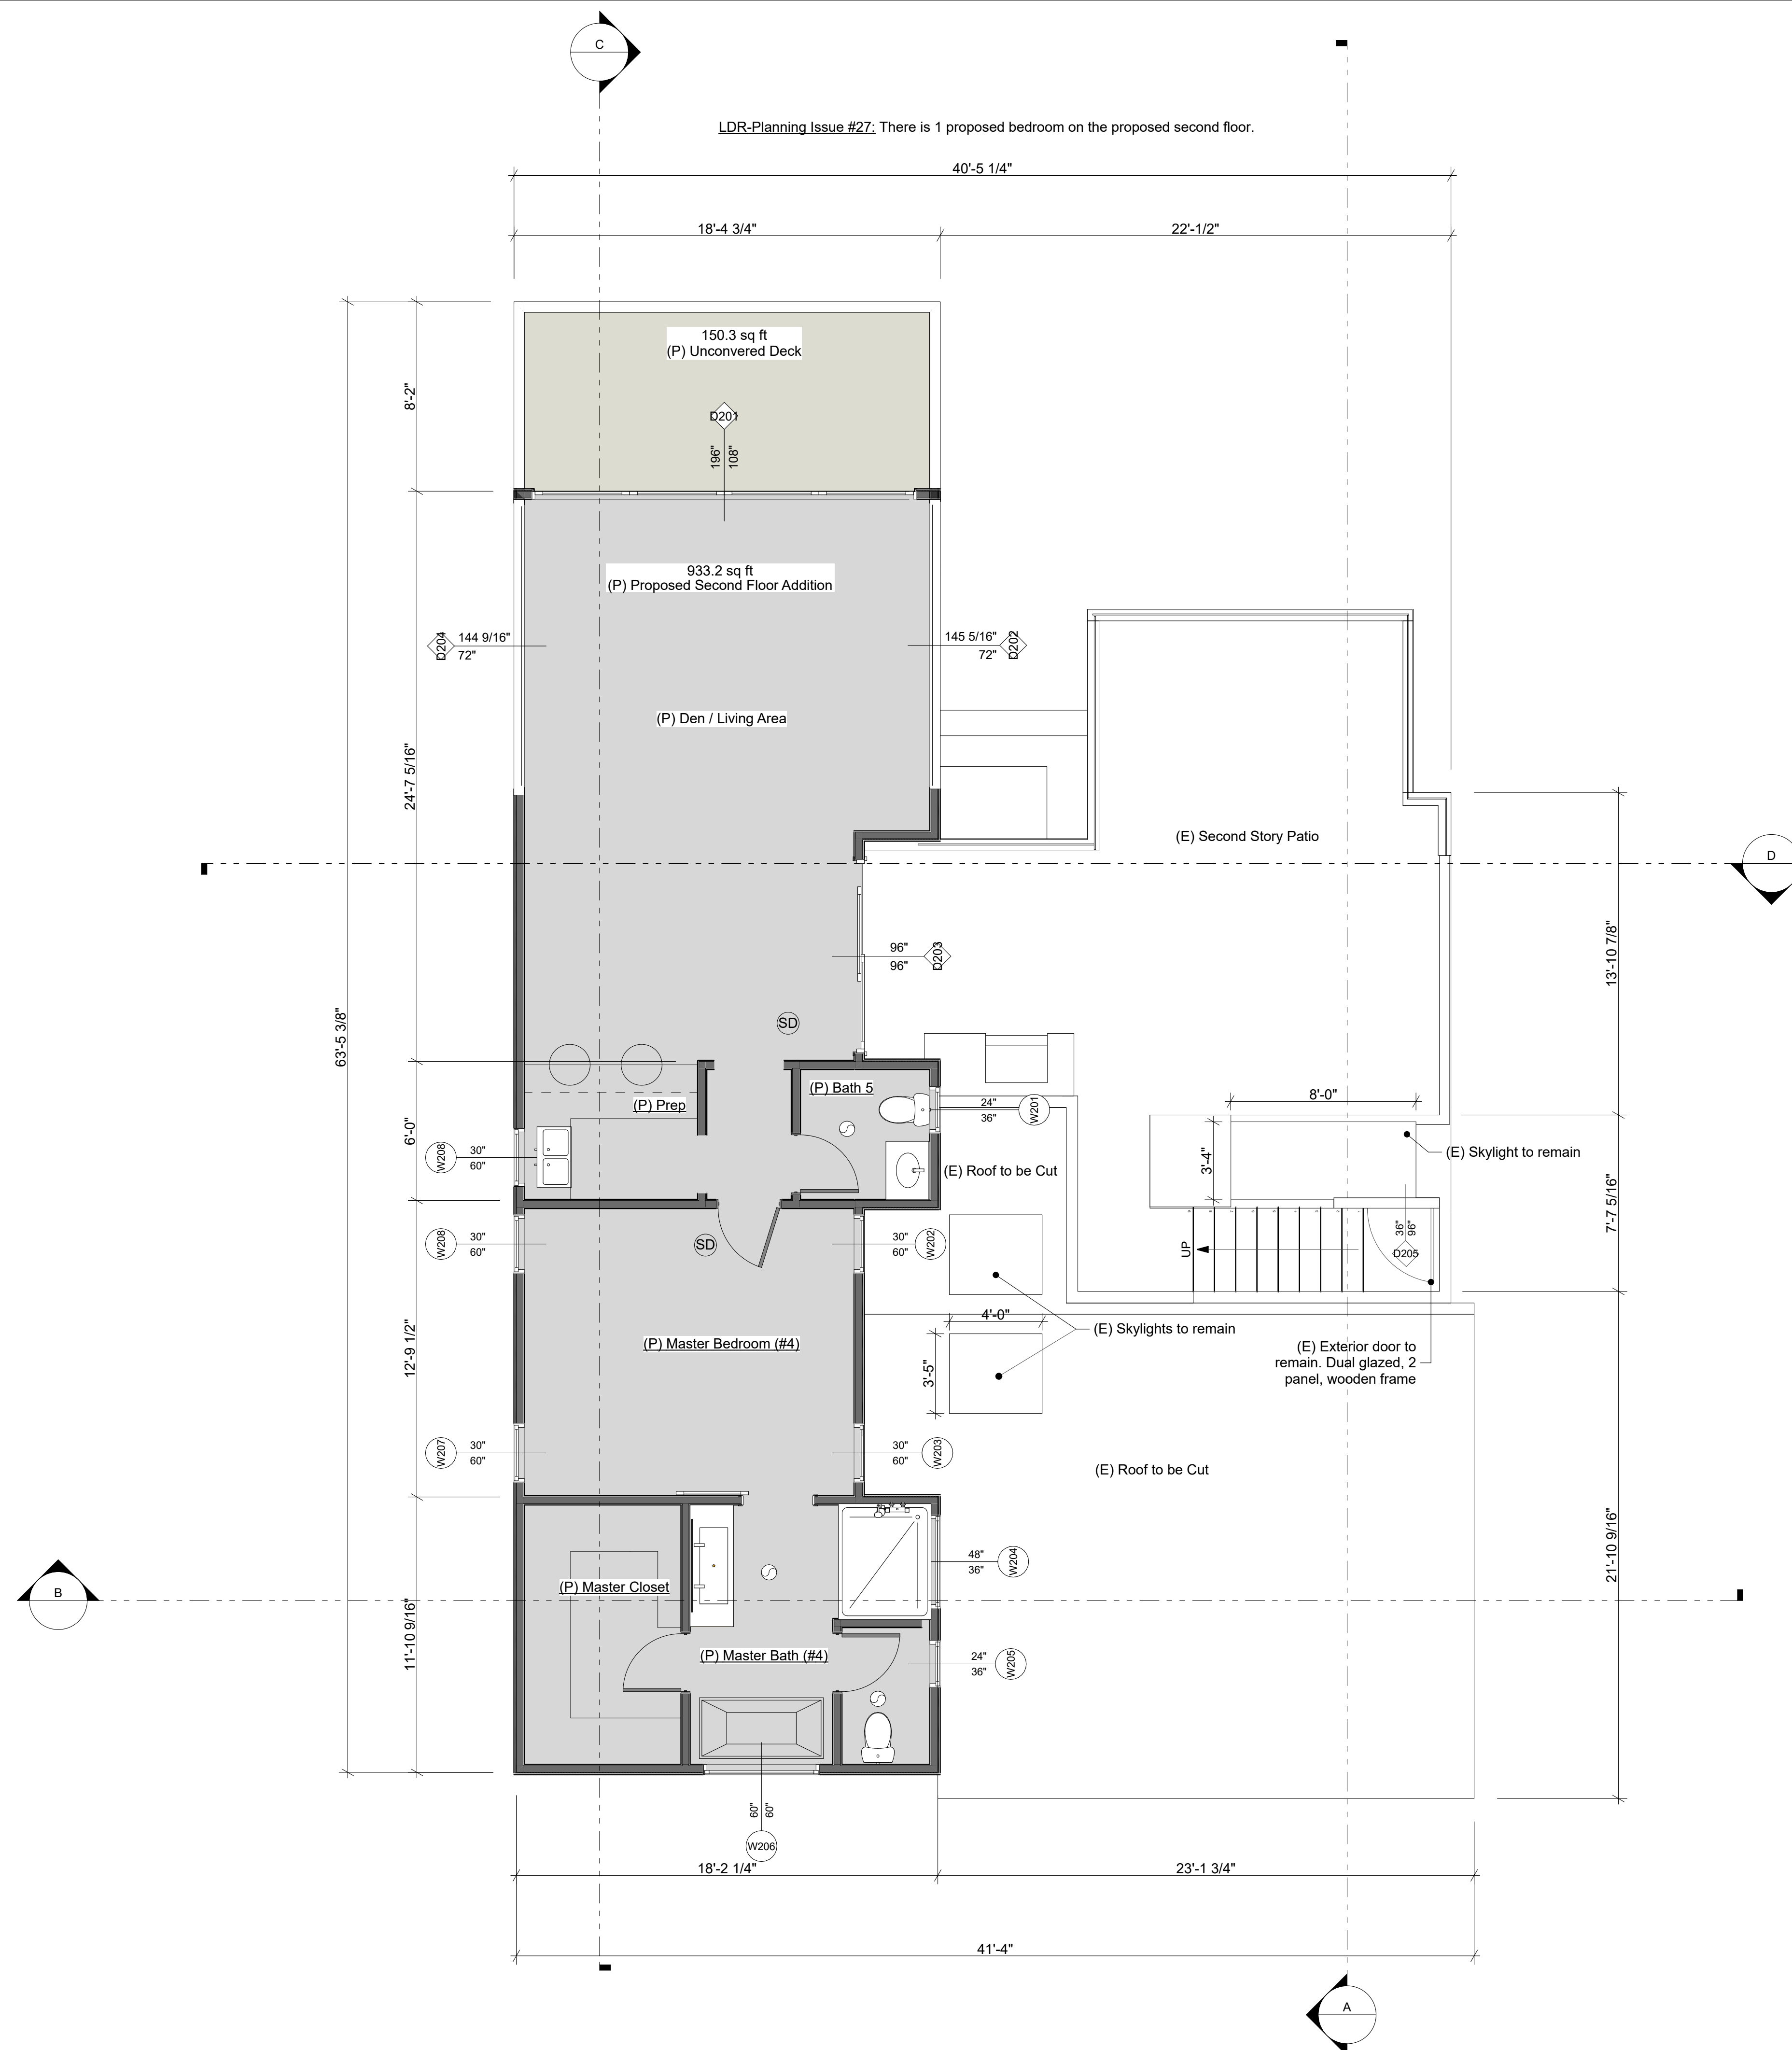 C
LDR-Planning Issue #27: There is 1 proposed bedroom on the proposed second floor.
40'-5 1/4"
18'-4 3/4"
22'-1/2"
150.3 sq ft
(P) Unconvered Deck
8'-2"
D201
196"
108"
933.2 sq ft
(P) Proposed Second Floor Addition
D204
144 9/16"
72"
145 5/16"
72"
D202
(P) Den / Living Area
24'-7 5/16"
(E) Second Story Patio
D
96"
96"
D203
13'-10 7/8"
63'-5 3/8"
SD
(P) Bath 5
(P) Prep
24"
36"
W201
8'-0"
6'-0"
W208
30"
60"
(E) Roof to be Cut
3'-4"
(E) Skylight to remain
7'-7 5/16"
W208
30"
60"
SD
30"
60"
W202
UP
36"
96"
D205
4'-0"
(E) Skylights to remain
(P) Master Bedroom (#4)
12'-9 1/2"
3'-5"
(E) Exterior door to
remain. Dual glazed, 2
panel, wooden frame
W207
30"
60"
30"
60"
W203
(E) Roof to be Cut
21'-10 9/16"
48"
36"
W204
B
(P) Master Closet
11'-10 9/16"
(P) Master Bath (#4)
24"
36"
W205
60"
60"
W206
18'-2 1/4"
23'-1 3/4"
41'-4"
A